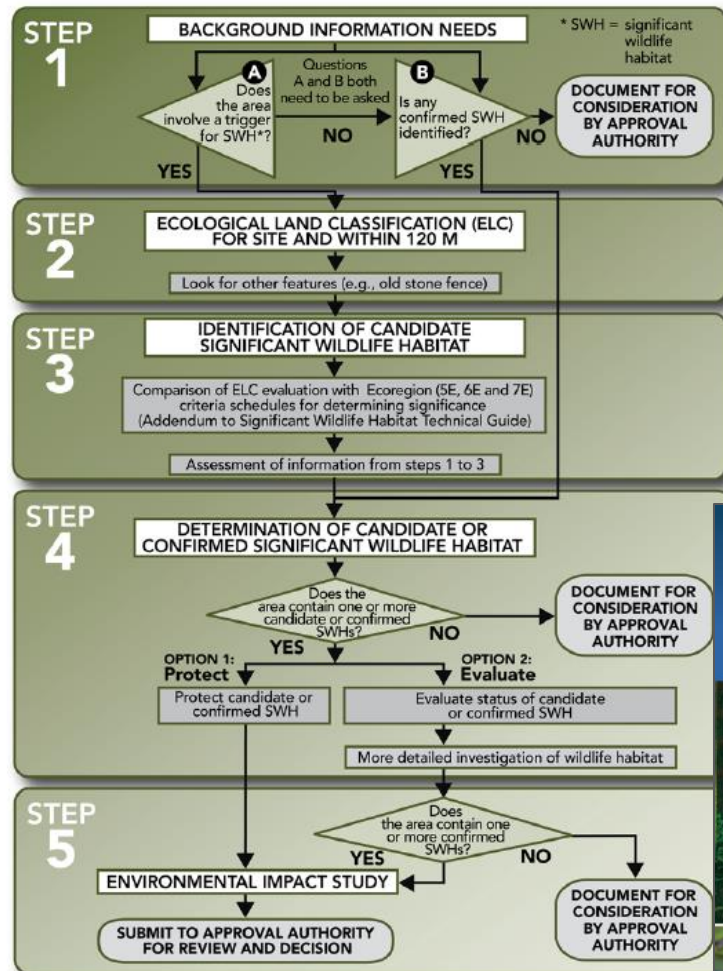 STEP
1
BACKGROUND INFORMATION NEEDS
* SWH = significant
wildlife
habitat
A
Does
the area
involve a trigger
for SWH*?
Questions
A and B both
need to be asked
NO
B
Is any
confirmed SWH
identified?
NO
DOCUMENT FOR
CONSIDERATION
BY APPROVAL
AUTHORITY
YES
YES
STEP
2
ECOLOGICAL LAND CLASSIFICATION (ELC)
FOR SITE AND WITHIN 120 M
Look for other features (e.g., old stone fence)
STEP
3
IDENTIFICATION OF CANDIDATE
SIGNIFICANT WILDLIFE HABITAT
Comparison of ELC evaluation with Ecoregion (5E, 6E and 7E)
criteria schedules for determining significance
(Addendum to Significant Wildlife Habitat Technical Guide)
Assessment of information from steps 1 to 3
STEP
4
DETERMINATION OF CANDIDATE OR
CONFIRMED SIGNIFICANT WILDLIFE HABITAT
Does the
area contain one or more
candidate or confirmed
SWHs?
YES
NO
DOCUMENT FOR
CONSIDERATION
BY APPROVAL
AUTHORITY
OPTION 1:
Protect
Protect candidate or
confirmed SWH
OPTION 2:
Evaluate
Evaluate status of candidate
or confirmed SWH
More detailed investigation of wildlife habitat
STEP
5
Does
the area contain one
or more confirmed
SWHs?
YES
NO
ENVIRONMENTAL IMPACT STUDY
SUBMIT TO APPROVAL AUTHORITY
FOR REVIEW AND DECISION
DOCUMENT FOR
CONSIDERATION
BY APPROVAL
AUTHORITY